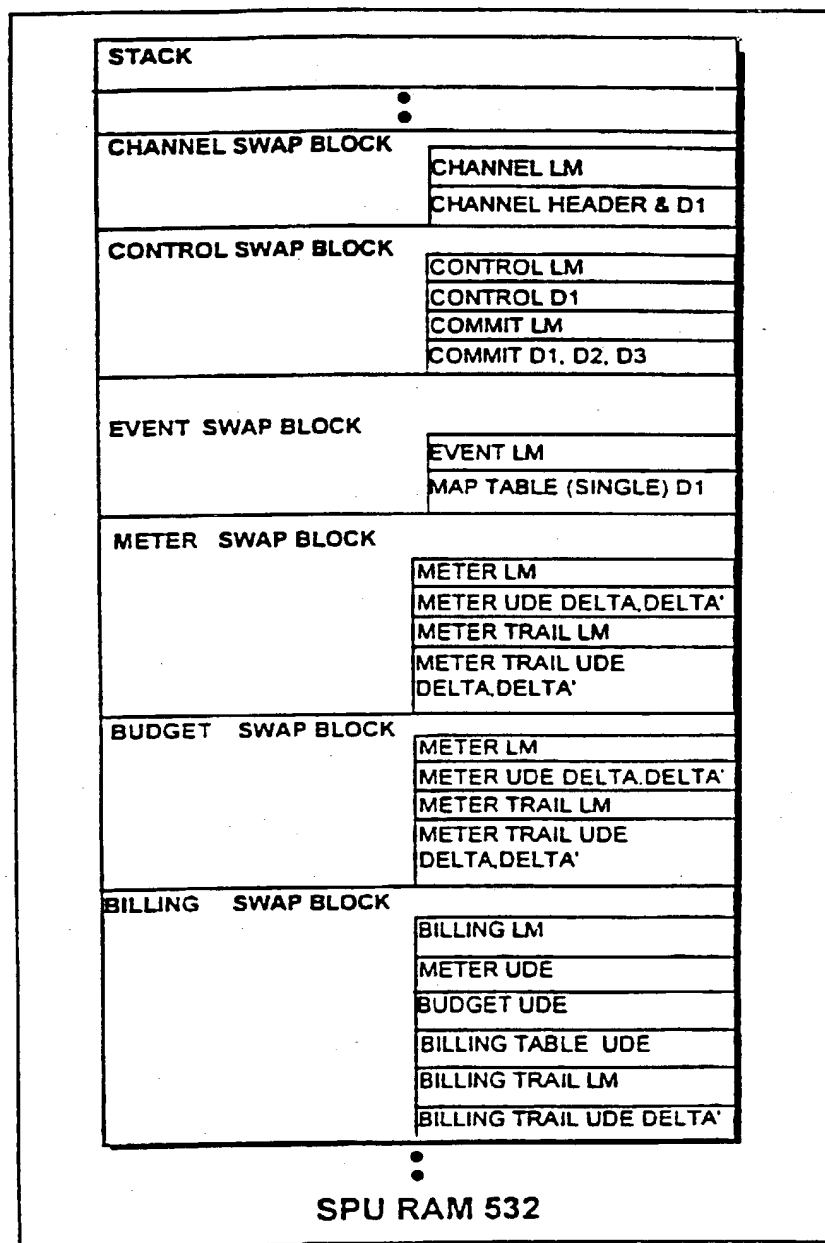 STACK
CHANNEL SWAP BLOCK
CHANNEL LM
CHANNEL HEADER & D1
CONTROL SWAP BLOCK
CONTROL LM
CONTROL D1
COMMIT LM
COMMIT D1, D2, D3
EVENT SWAP BLOCK
EVENT LM
MAP TABLE (SINGLE) D1
METER SWAP BLOCK
METER LM
METER UDE DELTA,DELTA'
METER TRAIL LM
METER TRAIL UDE
DELTA,DELTA'
BUDGET SWAP BLOCK
METER LM
METER UDE DELTA.DELTA'
METER TRAIL LM
METER TRAIL UDE
DELTA,DELTA'
BILLING SWAP BLOCK
BILLING LM
METER UDE
BUDGET UDE
BILLING TABLE UDE
BILLING TRAIL LM
BILLING TRAIL UDE DELTA'
SPU RAM 532